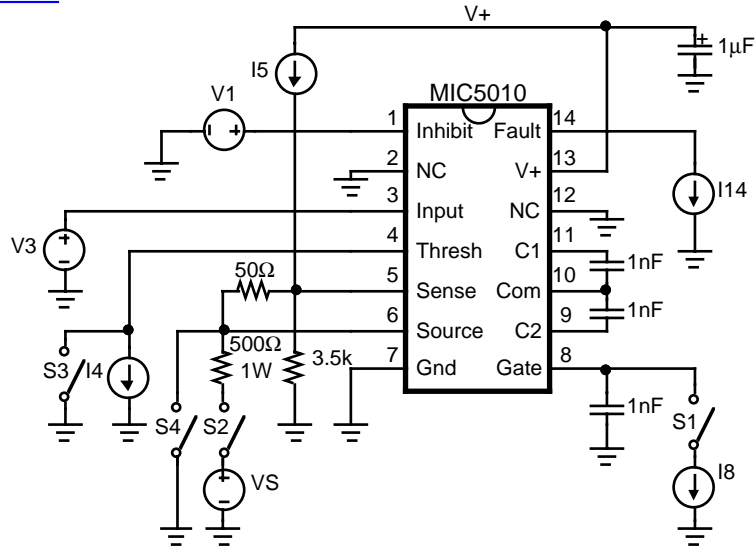 V+
1µF
I5
MIC5010
V1
1
Inhibit
Fault
14
2
NC
V+
13
I14
3
Input
NC
12
V3
4
Thresh
C1
11
1nF
50Ω
5
Sense
Com
10
1nF
6
Source
C2
9
500Ω
1W
3.5k
7
Gnd
Gate
8
S3
I4
1nF
S4
S2
S1
VS
I8